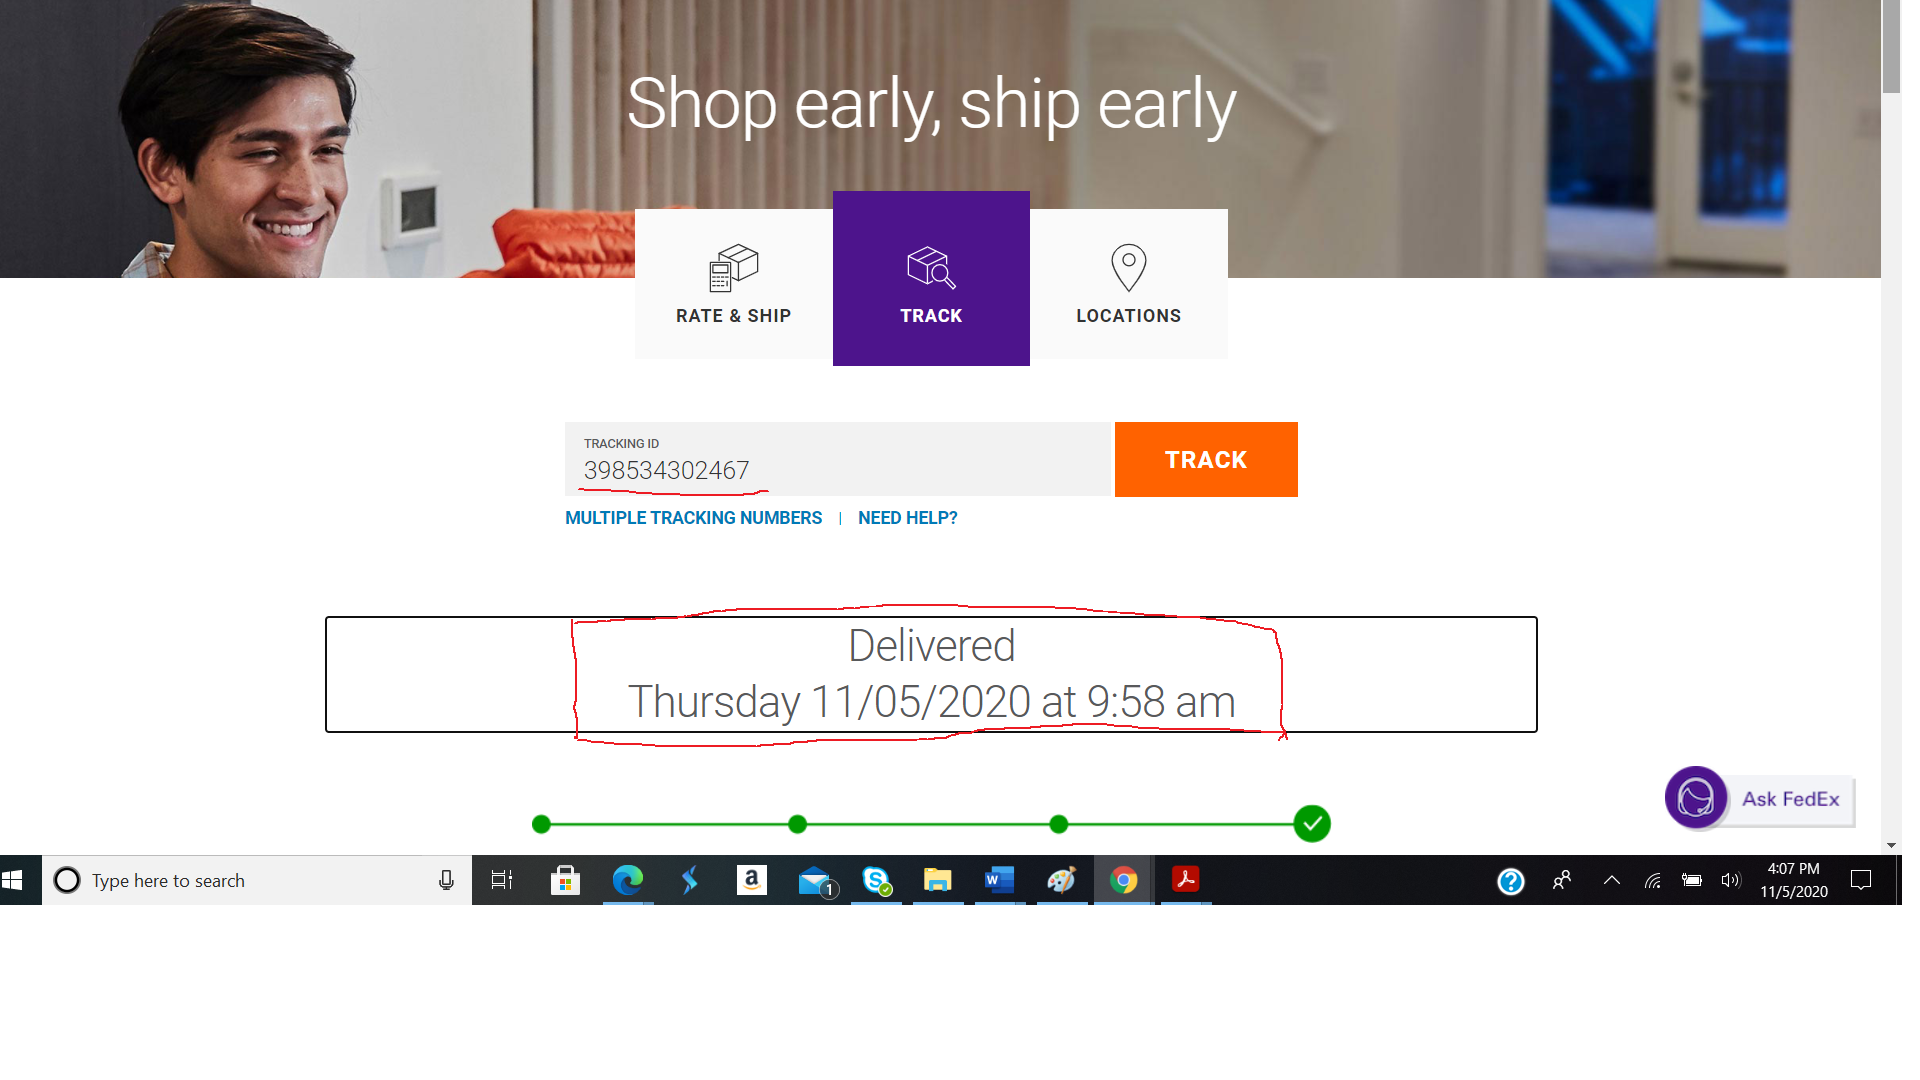 Shop early, ship early
RATE & SHIP
TRACK
LOCATIONS
TRACKING ID
398534302467
TRACK
MULTIPLE TRACKING NUMBERS | NEED HELP?
Delivered
Thursday 11/05/2020 at 9:58 am
Ask FedEx
Type here to search
a
1
S
W
?
4:07 PM
11/5/2020